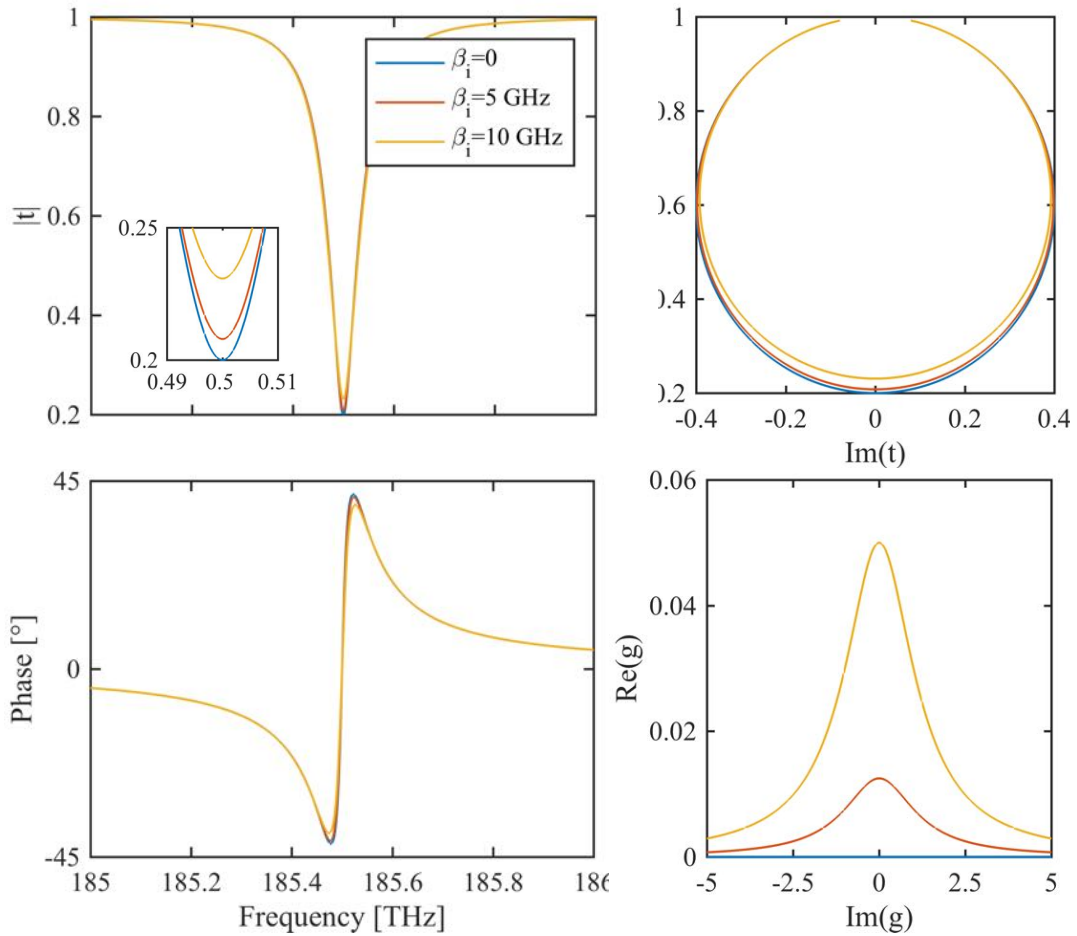 1
0.8
0.6
0.4
0.2
|t|
β_i=0
β_i=5 GHz
β_i=10 GHz
0.25
0.2
0.49 0.5 0.51
1
0.8
).6
).4
).2
-0.4 -0.2 0 0.2 0.4
Im(t)
45
0
-45
Phase [°]
185 185.2 185.4 185.6 185.8 186
Frequency [THz]
0.06
0.04
0.02
0
Re(g)
-5 -2.5 0 2.5 5
Im(g)